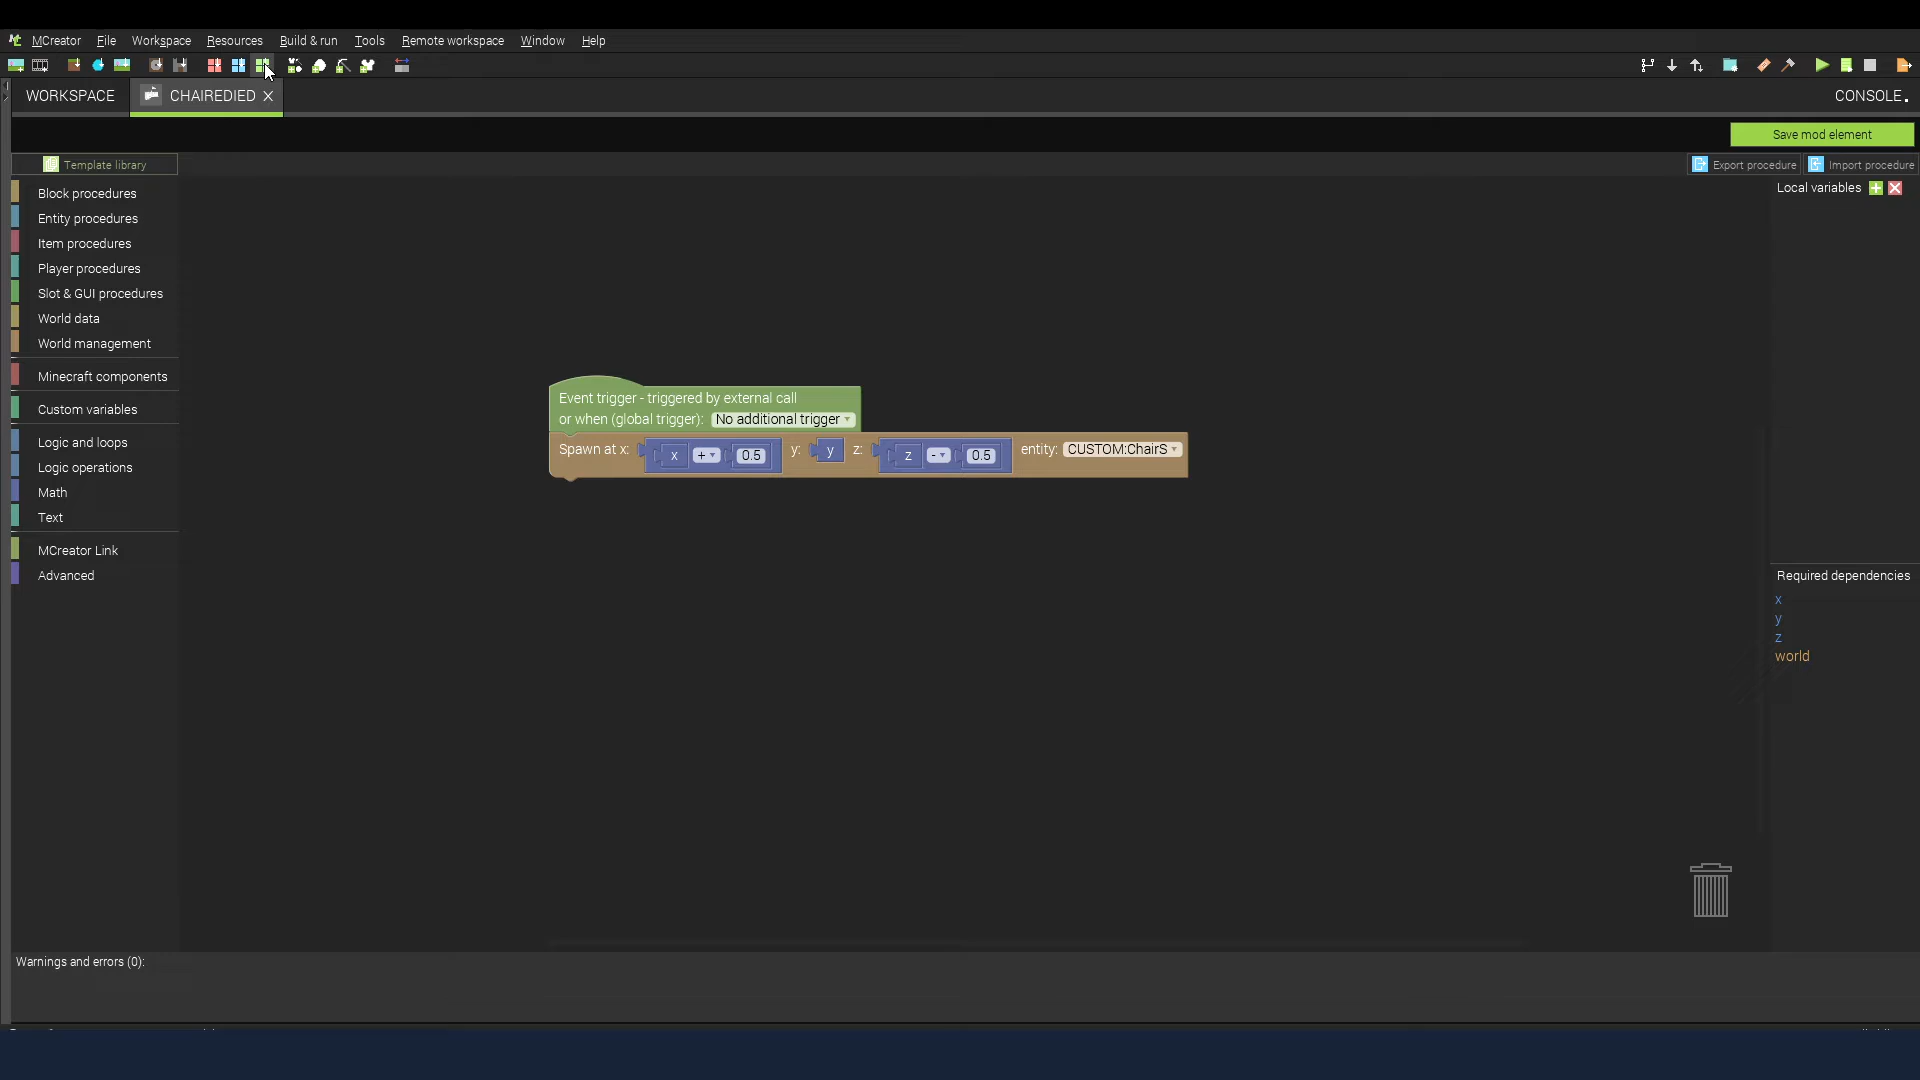 MCreator File Workspace Resources Build & run Tools Remote workspace Window Help
WORKSPACE CHAIREDIED CONSOLE
Save mod element
Template library Export procedure Import procedure
Block procedures
Local variables
Entity procedures
Item procedures
Player procedures
Slot & GUI procedures
World data
World management
Minecraft components
Custom variables
Logic and loops
Logic operations
Math
Text
MCreator Link
Advanced
Event trigger - triggered by external call
or when (global trigger): No additional trigger
Spawn at x: x + 0.5 y: y z: z - 0.5 entity: CUSTOM:ChairS
Required dependencies
x
y
z
world
Warnings and errors (0):